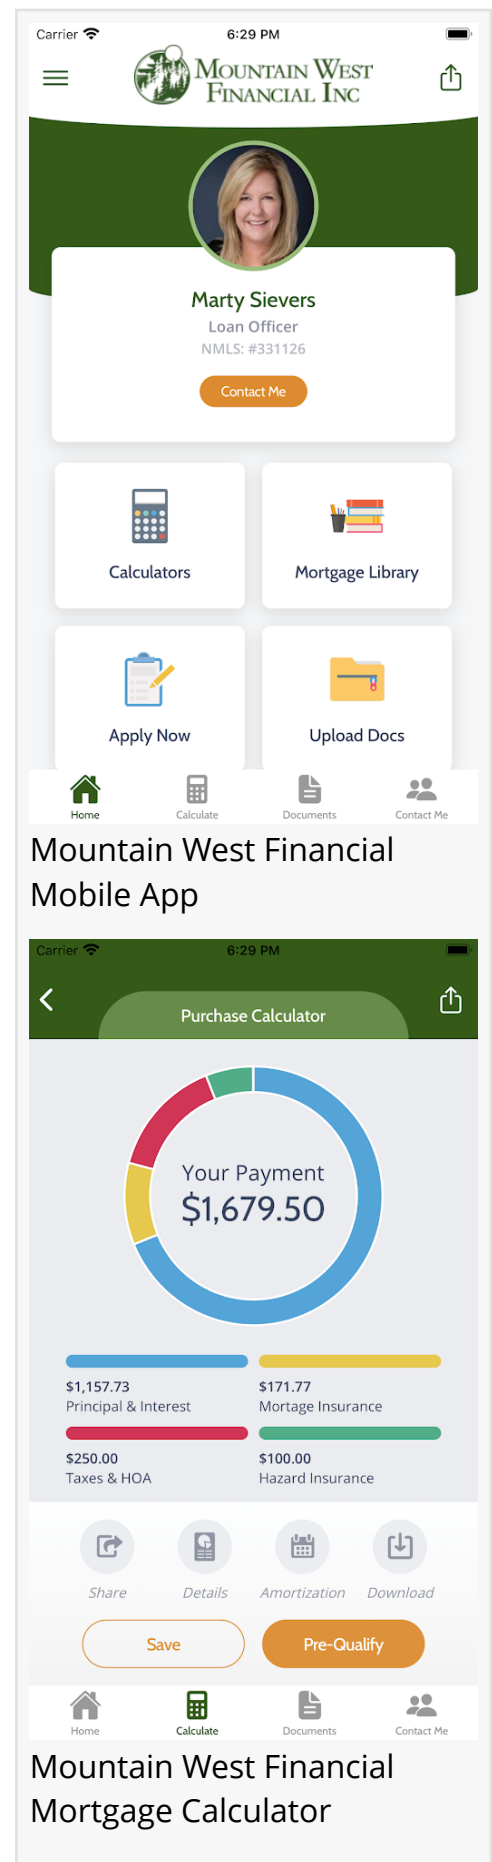 Carrier 6:29 PM
MOUNTAIN WEST
FINANCIAL INC
Marty Sievers
Loan Officer
NMLS: #331126
Contact Me
Calculators Mortgage Library
Apply Now Upload Docs
Home Calculate Documents Contact Me
Mountain West Financial
Mobile App
Carrier 6:29 PM
Purchase Calculator
Your Payment
$1,679.50
$1,157.73 $171.77
Principal & Interest Mortage Insurance
$250.00 $100.00
Taxes & HOA Hazard Insurance
Share Details Amortization Download
Save Pre-Qualify
Home Calculate Documents Contact Me
Mountain West Financial
Mortgage Calculator